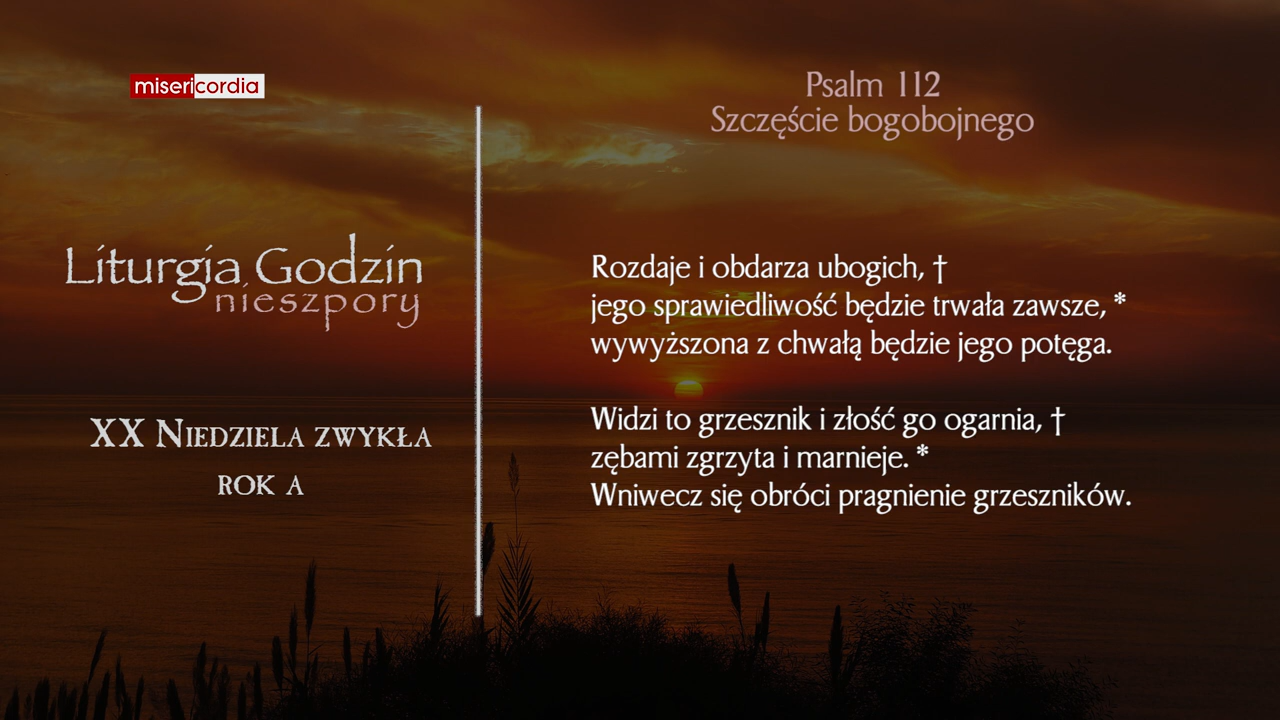 misericordia
Liturgia Godzin
nieszpory
XX Niedziela zwykła
rok A
Psalm 112
Szczęście bogobojnego
Rozdaje i obdarza ubogich, †
jego sprawiedliwość będzie trwała zawsze, *
wywyższona z chwałą będzie jego potęga.
Widzi to grzesznik i złość go ogarnia, †
zębami zgrzyta i marnieje. *
Wniwecz się obróci pragnienie grzeszników.